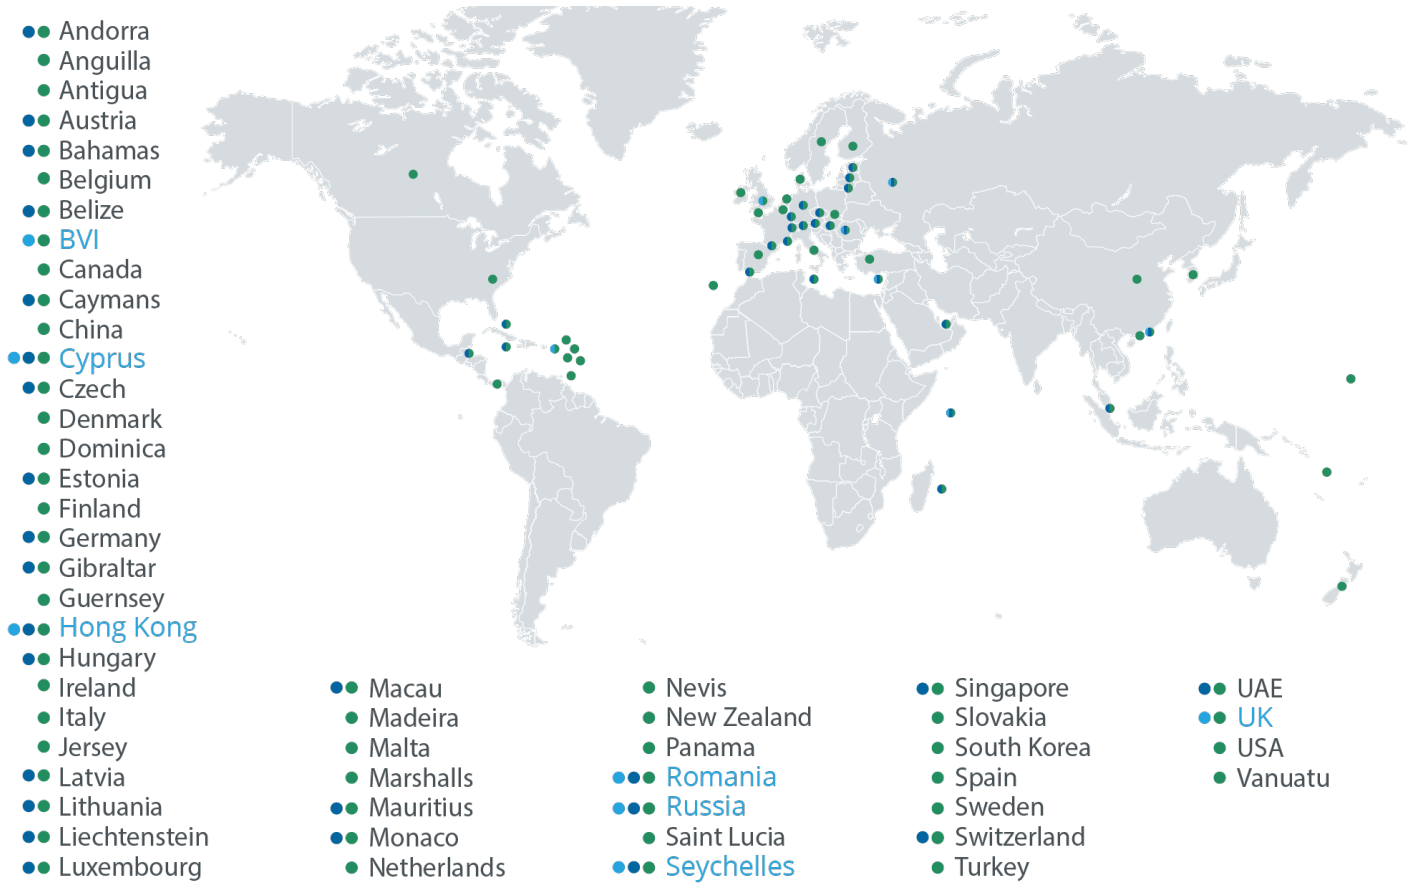 Andorra
Anguilla
Antigua
Austria
Bahamas
Belgium
Belize
BVI
Canada
Caymans
China
Cyprus
Czech
Denmark
Dominica
Estonia
Finland
Germany
Gibraltar
Guernsey
Hong Kong
Hungary
Ireland
Italy
Jersey
Latvia
Lithuania
Liechtenstein
Luxembourg
Macau
Madeira
Malta
Marshalls
Mauritius
Monaco
Netherlands
Nevis
New Zealand
Panama
Romania
Russia
Saint Lucia
Seychelles
Singapore
Slovakia
South Korea
Spain
Sweden
Switzerland
Turkey
UAE
UK
USA
Vanuatu